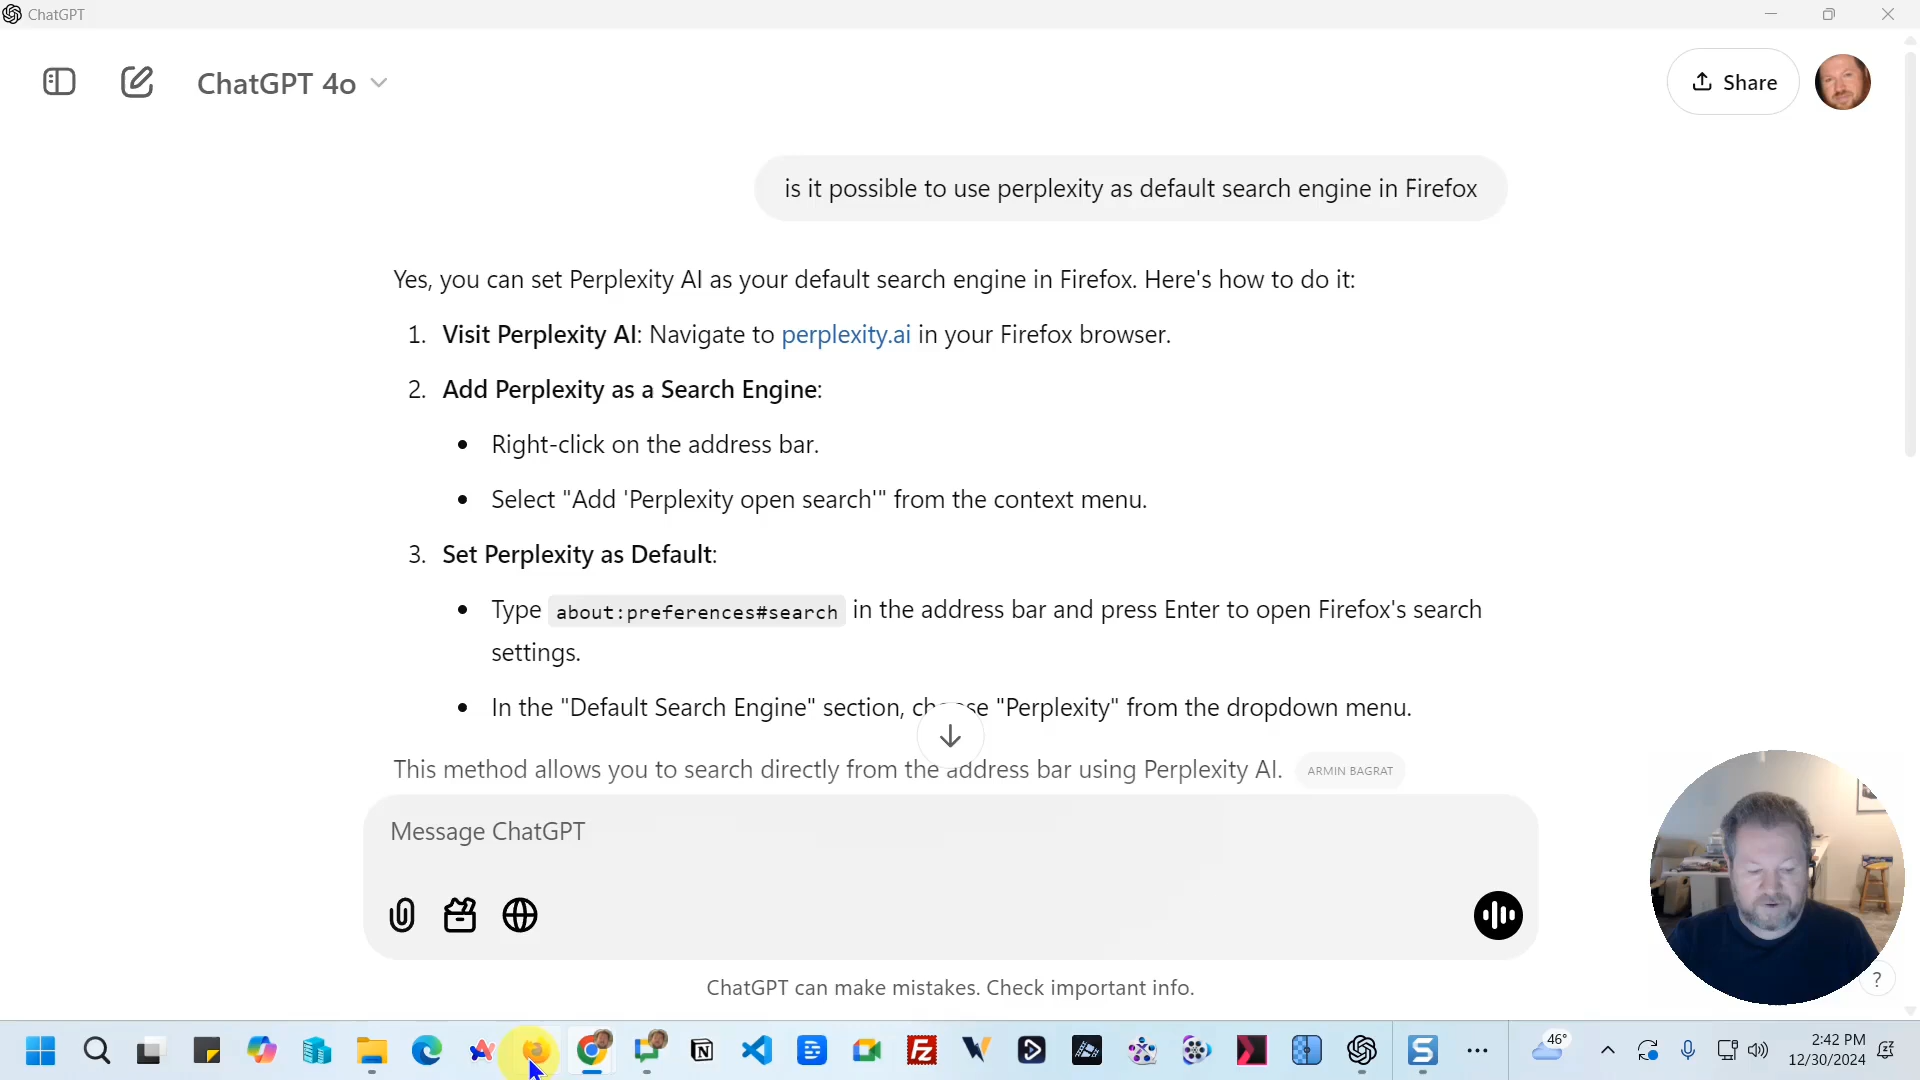 ChatGPT
ChatGPT 4o
Share
is it possible to use perplexity as default search engine in Firefox
Yes, you can set Perplexity AI as your default search engine in Firefox. Here's how to do it:
1. Visit Perplexity AI: Navigate to perplexity.ai in your Firefox browser.
2. Add Perplexity as a Search Engine:
• Right-click on the address bar.
• Select "Add 'Perplexity open search'" from the context menu.
3. Set Perplexity as Default:
• Type about:preferences#search in the address bar and press Enter to open Firefox's search
settings.
• In the "Default Search Engine" section, choose "Perplexity" from the dropdown menu.
This method allows you to search directly from the address bar using Perplexity AI. ARMIN BAGRAT
Message ChatGPT
ChatGPT can make mistakes. Check important info.
?
46°
2:42 PM
12/30/2024